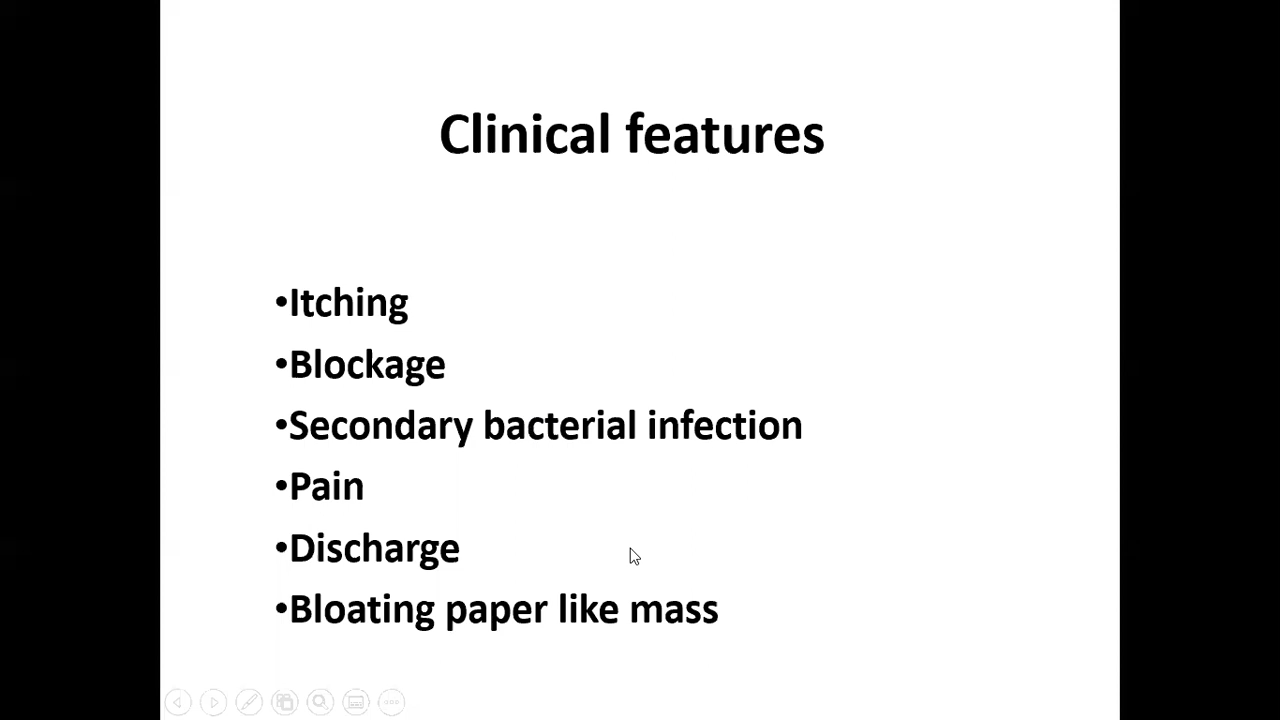 Clinical features
•Itching
•Blockage
•Secondary bacterial infection
•Pain
•Discharge
•Bloating paper like mass